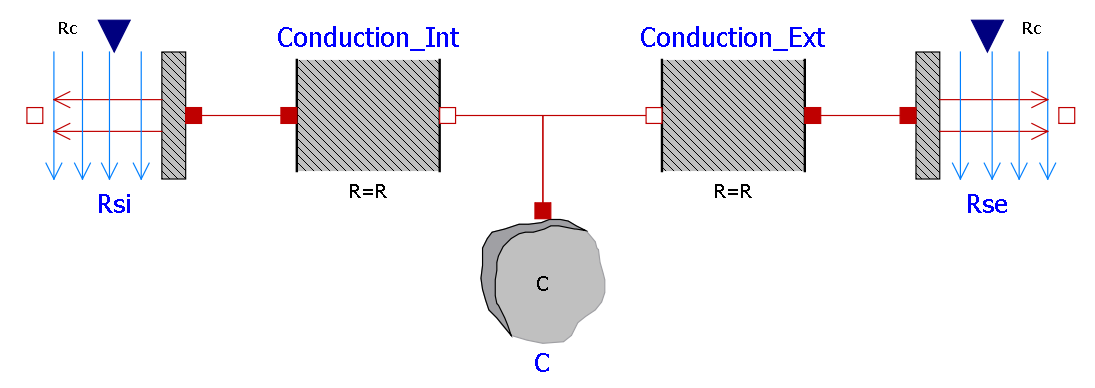 Rc
Rc
Conduction_Int
Conduction_Ext
R=R
R=R
Rsi
Rse
C
C